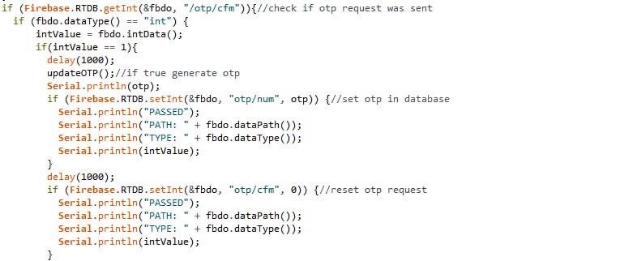 if (Firebase.RTDB.getInt(&fbdo, "/otp/cfm")){//check if otp request was sent
if (fbdo.dataType() == "int") {
intValue = fbdo.intData();
if(intValue == 1){
delay(1000);
updateOTP();//if true generate otp
Serial.println(otp);
if (Firebase.RTDB.setInt(&fbdo, "otp/num", otp)) {//set otp in database
Serial.println("PASSED");
Serial.println("PATH: " + fbdo.dataPath());
Serial.println("TYPE: " + fbdo.dataType());
Serial.println(intValue);
}
delay(1000);
if (Firebase.RTDB.setInt(&fbdo, "otp/cfm", 0)) {//reset otp request
Serial.println("PASSED");
Serial.println("PATH: " + fbdo.dataPath());
Serial.println("TYPE: " + fbdo.dataType());
Serial.println(intValue);
}